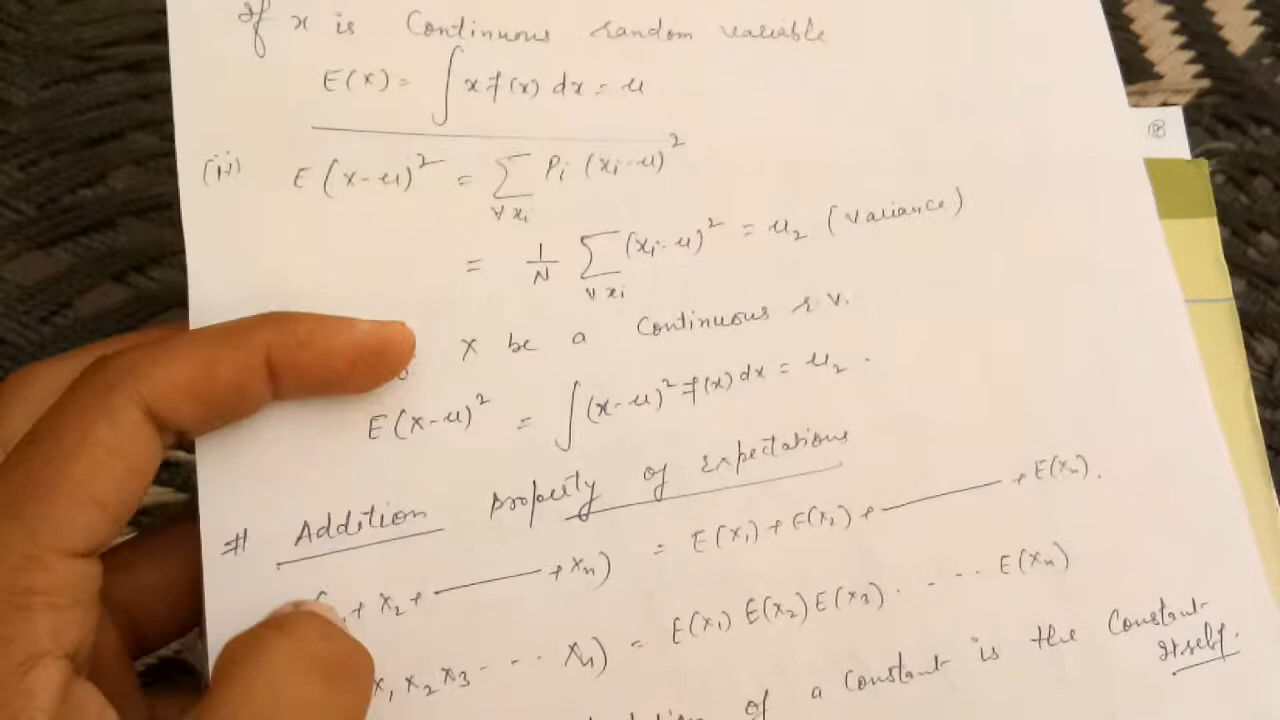 If x is Continuous random variable
E(x) = ∫ x f(x) dx = μ
(ii) E(x-μ)² = Σ Pi (xi-μ)²
∀ xi
= 1/N Σ (xi-μ)² = μ2 (variance)
∀ xi
X be a Continuous r.v.
E(x-μ)² = ∫(x-μ)² f(x) dx = μ2.
# Addition property of expectations
+ x2 + ——— + xn) = E(x1) + E(x2) + ——— + E(xn).
x1 x2 x3 - - - - xn) = E(x1) E(x2) E(x3). - - - - E(xn)
of a constant is the constant
itself.